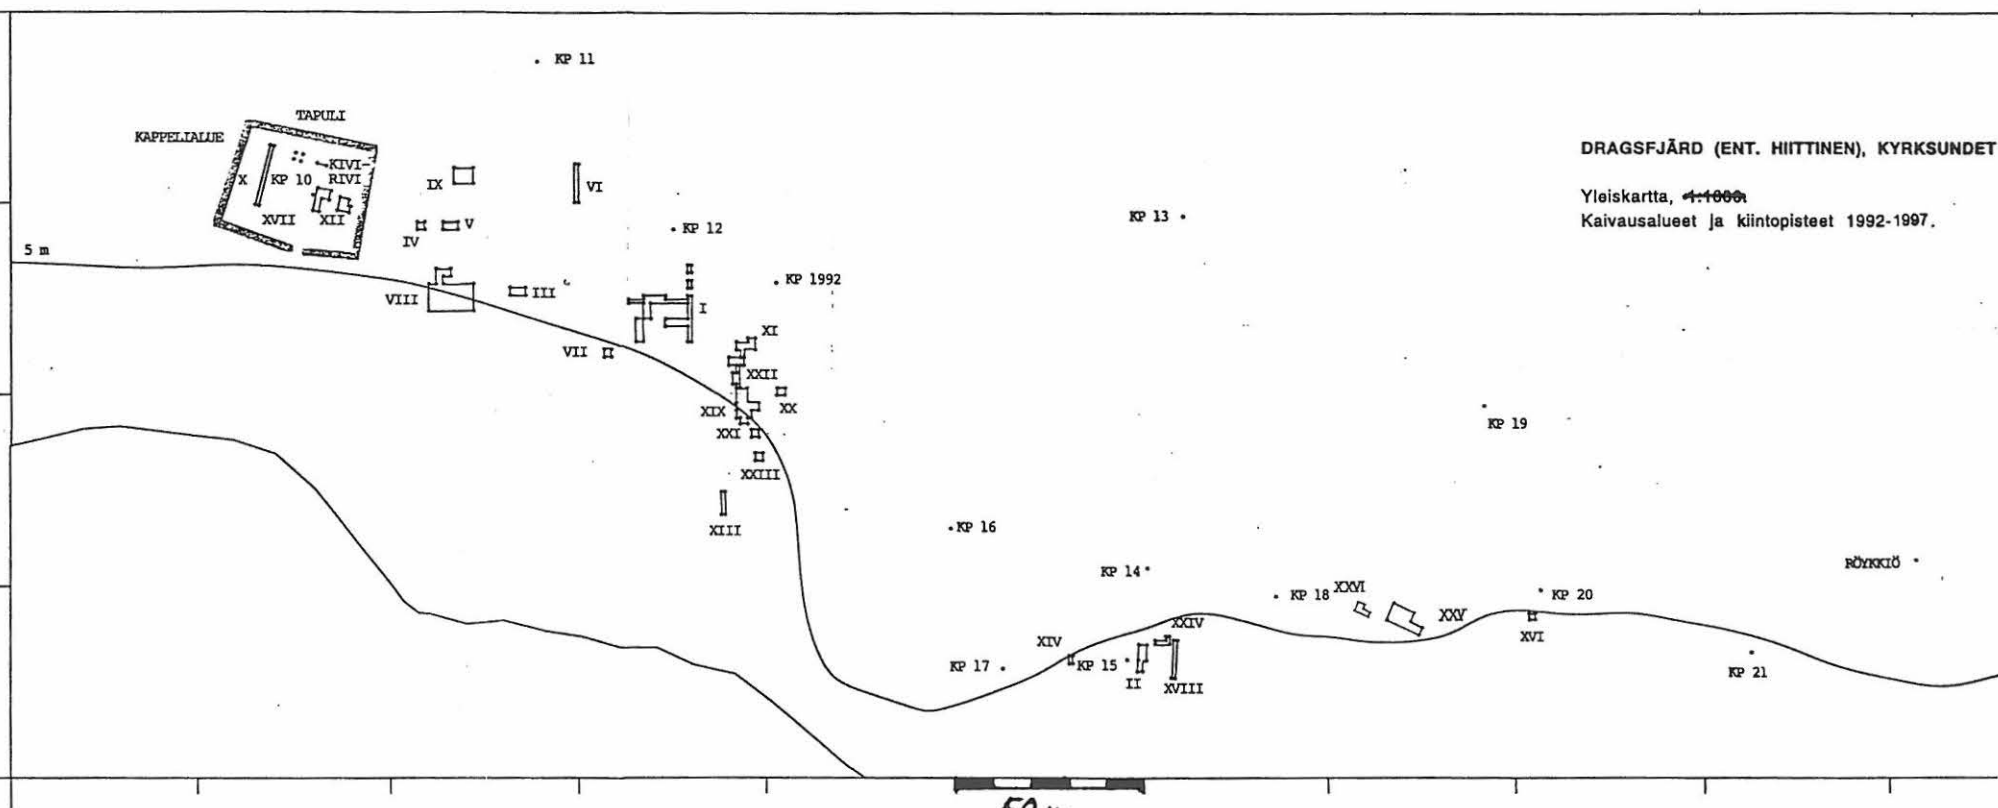 KP 11
TAPULI
KAPPELIALUE
KIVI-
X
KP 10
RIVI
XVII
XII
IX
VI
IV
V
KP 12
KP 13
DRAGSFJÄRD (ENT. HIITTINEN), KYRKSUNDET
Yleiskartta, 1:1000.
Kaivausalueet ja kiintopisteet 1992-1997.
5 m
VIII
III
KP 1992
I
VII
XI
XXII
XIX
XX
XXI
XXIII
XIII
KP 19
KP 16
KP 14
KP 18
XXVI
XXV
KP 20
XVI
RÖYKKIÖ
XIV
XXIV
KP 17
KP 15
II
XVIII
KP 21
50 m